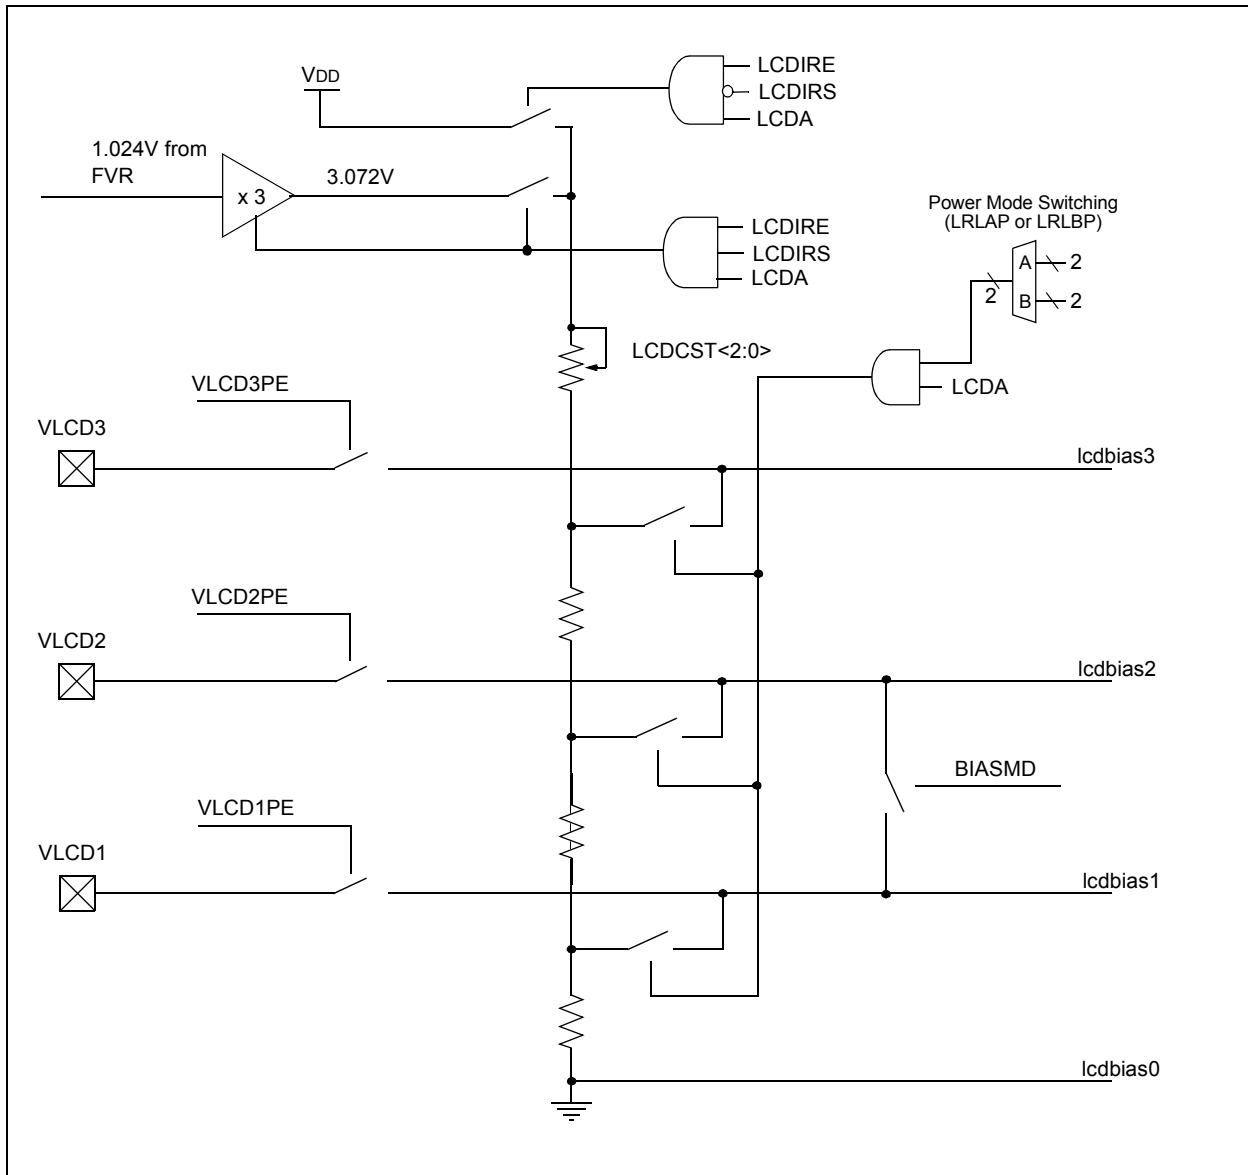 VDD
LCDIRE
LCDIRS
LCDA
1.024V from
FVR
x 3
3.072V
Power Mode Switching
(LRLAP or LRLBP)
LCDIRE
LCDIRS
LCDA
A
2
2
B
2
LCDCST<2:0>
LCDA
VLCD3PE
VLCD3
lcdbias3
VLCD2PE
VLCD2
lcdbias2
BIASMD
VLCD1PE
VLCD1
lcdbias1
lcdbias0